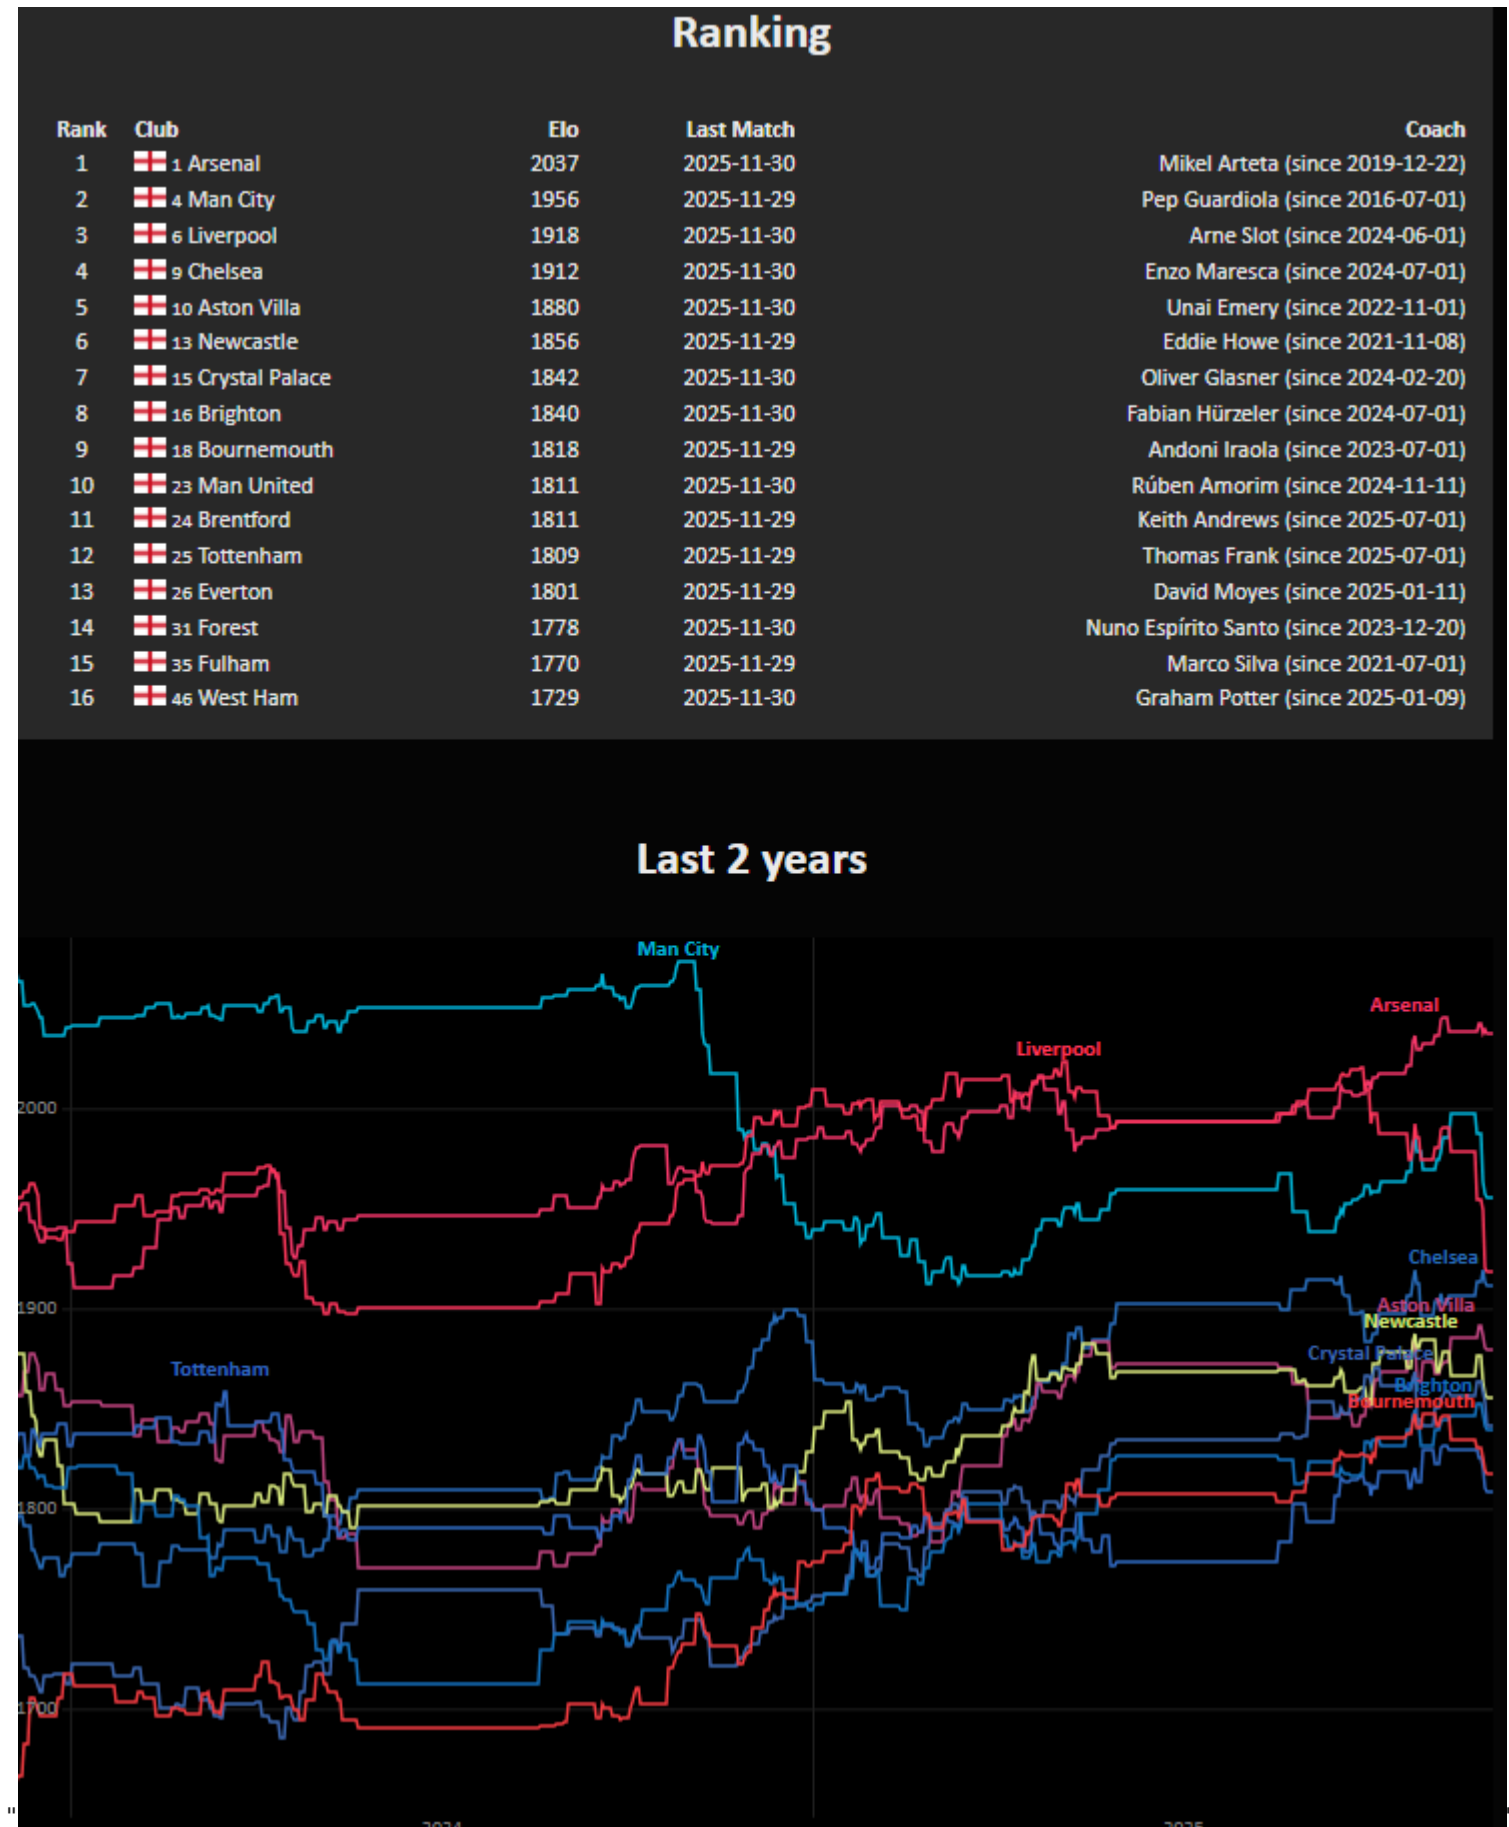 Ranking
Rank Club Elo Last Match Coach
1 1 Arsenal 2037 2025-11-30 Mikel Arteta (since 2019-12-22)
2 4 Man City 1956 2025-11-29 Pep Guardiola (since 2016-07-01)
3 6 Liverpool 1918 2025-11-30 Arne Slot (since 2024-06-01)
4 9 Chelsea 1912 2025-11-30 Enzo Maresca (since 2024-07-01)
5 10 Aston Villa 1880 2025-11-30 Unai Emery (since 2022-11-01)
6 13 Newcastle 1856 2025-11-29 Eddie Howe (since 2021-11-08)
7 15 Crystal Palace 1842 2025-11-30 Oliver Glasner (since 2024-02-20)
8 16 Brighton 1840 2025-11-30 Fabian Hürzeler (since 2024-07-01)
9 18 Bournemouth 1818 2025-11-29 Andoni Iraola (since 2023-07-01)
10 23 Man United 1811 2025-11-30 Rúben Amorim (since 2024-11-11)
11 24 Brentford 1811 2025-11-29 Keith Andrews (since 2025-07-01)
12 25 Tottenham 1809 2025-11-29 Thomas Frank (since 2025-07-01)
13 26 Everton 1801 2025-11-29 David Moyes (since 2025-01-11)
14 31 Forest 1778 2025-11-30 Nuno Espírito Santo (since 2023-12-20)
15 35 Fulham 1770 2025-11-29 Marco Silva (since 2021-07-01)
16 46 West Ham 1729 2025-11-30 Graham Potter (since 2025-01-09)
Last 2 years
Man City
Arsenal
Liverpool
2000
Chelsea
1900
Aston Villa
Newcastle
Crystal Palace
Tottenham
Brighton
Bournemouth
1800
1700
"
2024 2025